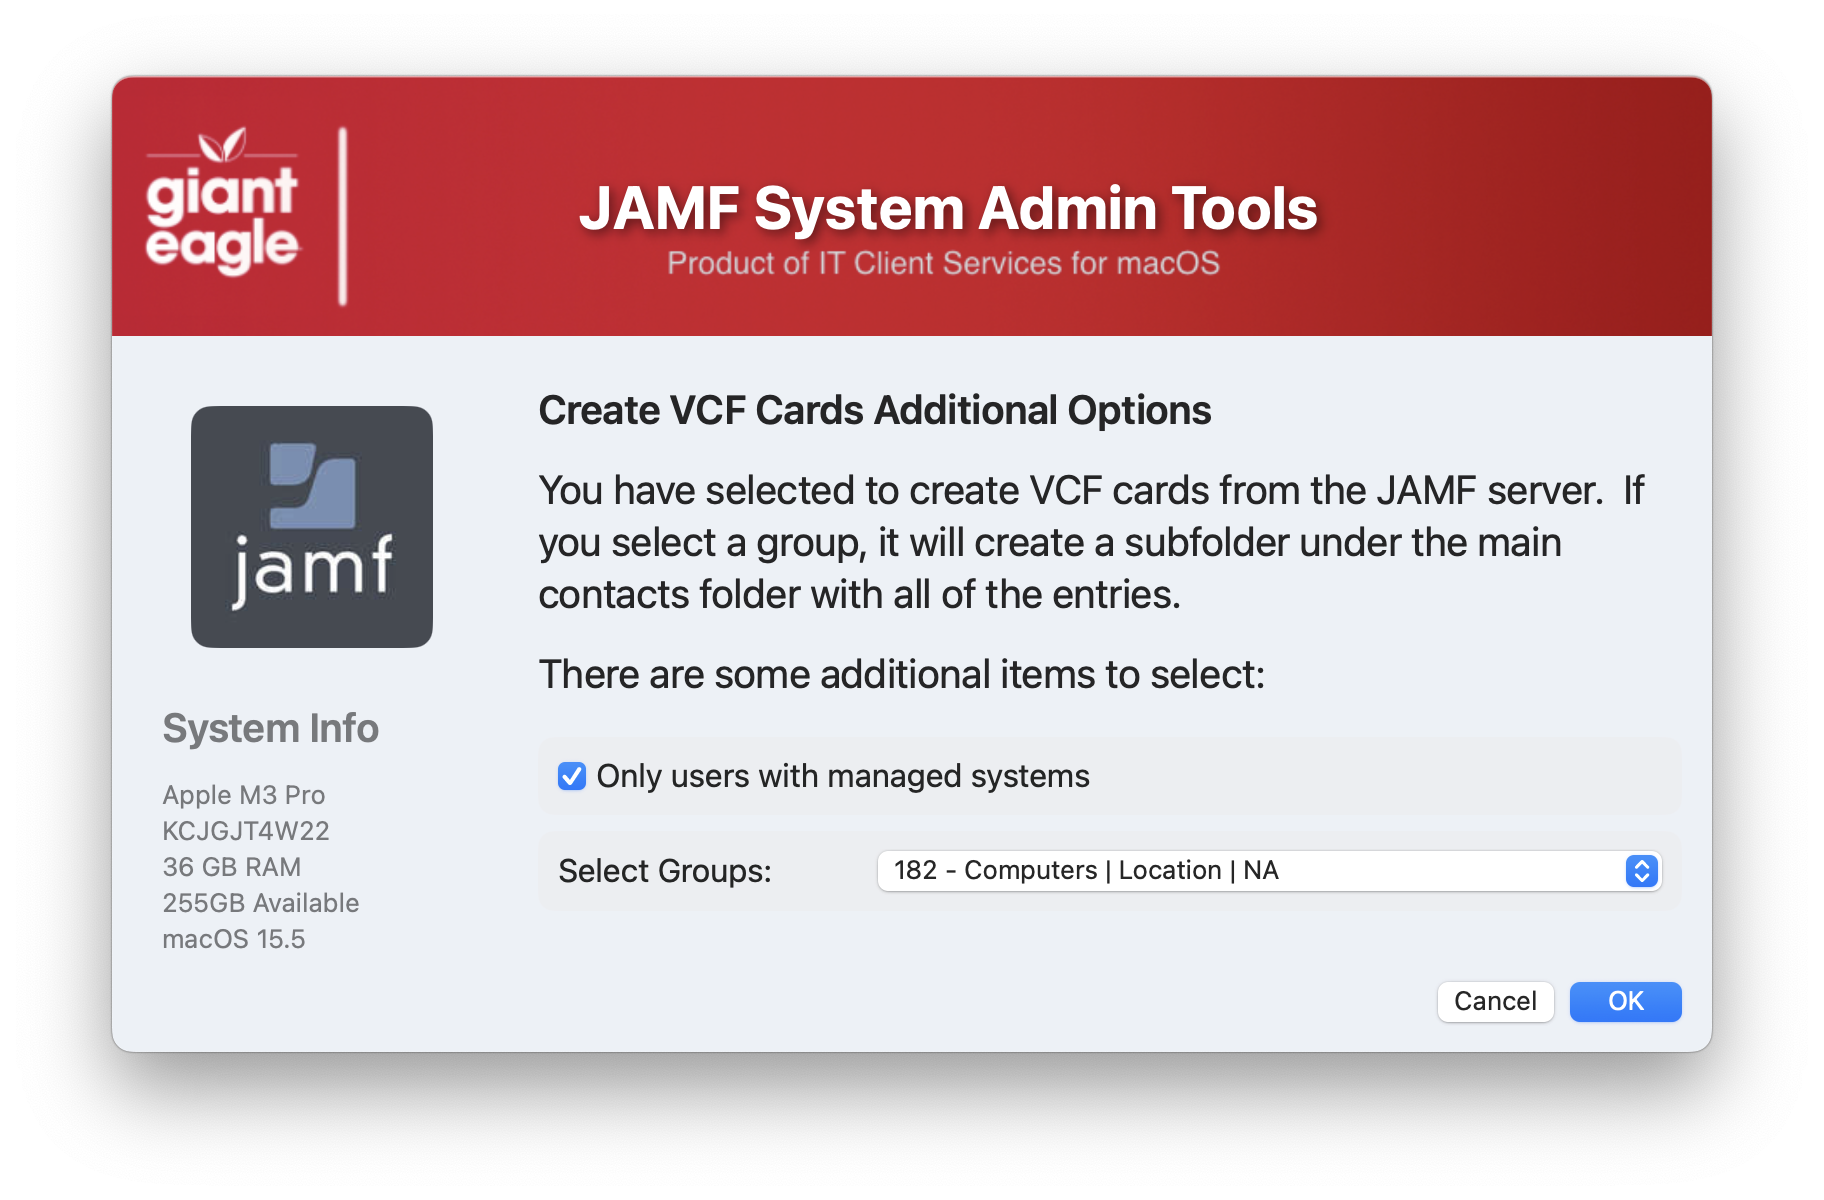 giant
eagle
JAMF System Admin Tools
Product of IT Client Services for macOS
jamf
System Info
Apple M3 Pro
KCJGJT4W22
36 GB RAM
255GB Available
macOS 15.5
Create VCF Cards Additional Options
You have selected to create VCF cards from the JAMF server.  If
you select a group, it will create a subfolder under the main
contacts folder with all of the entries.
There are some additional items to select:
Only users with managed systems
Select Groups: 182 - Computers | Location | NA
Cancel OK